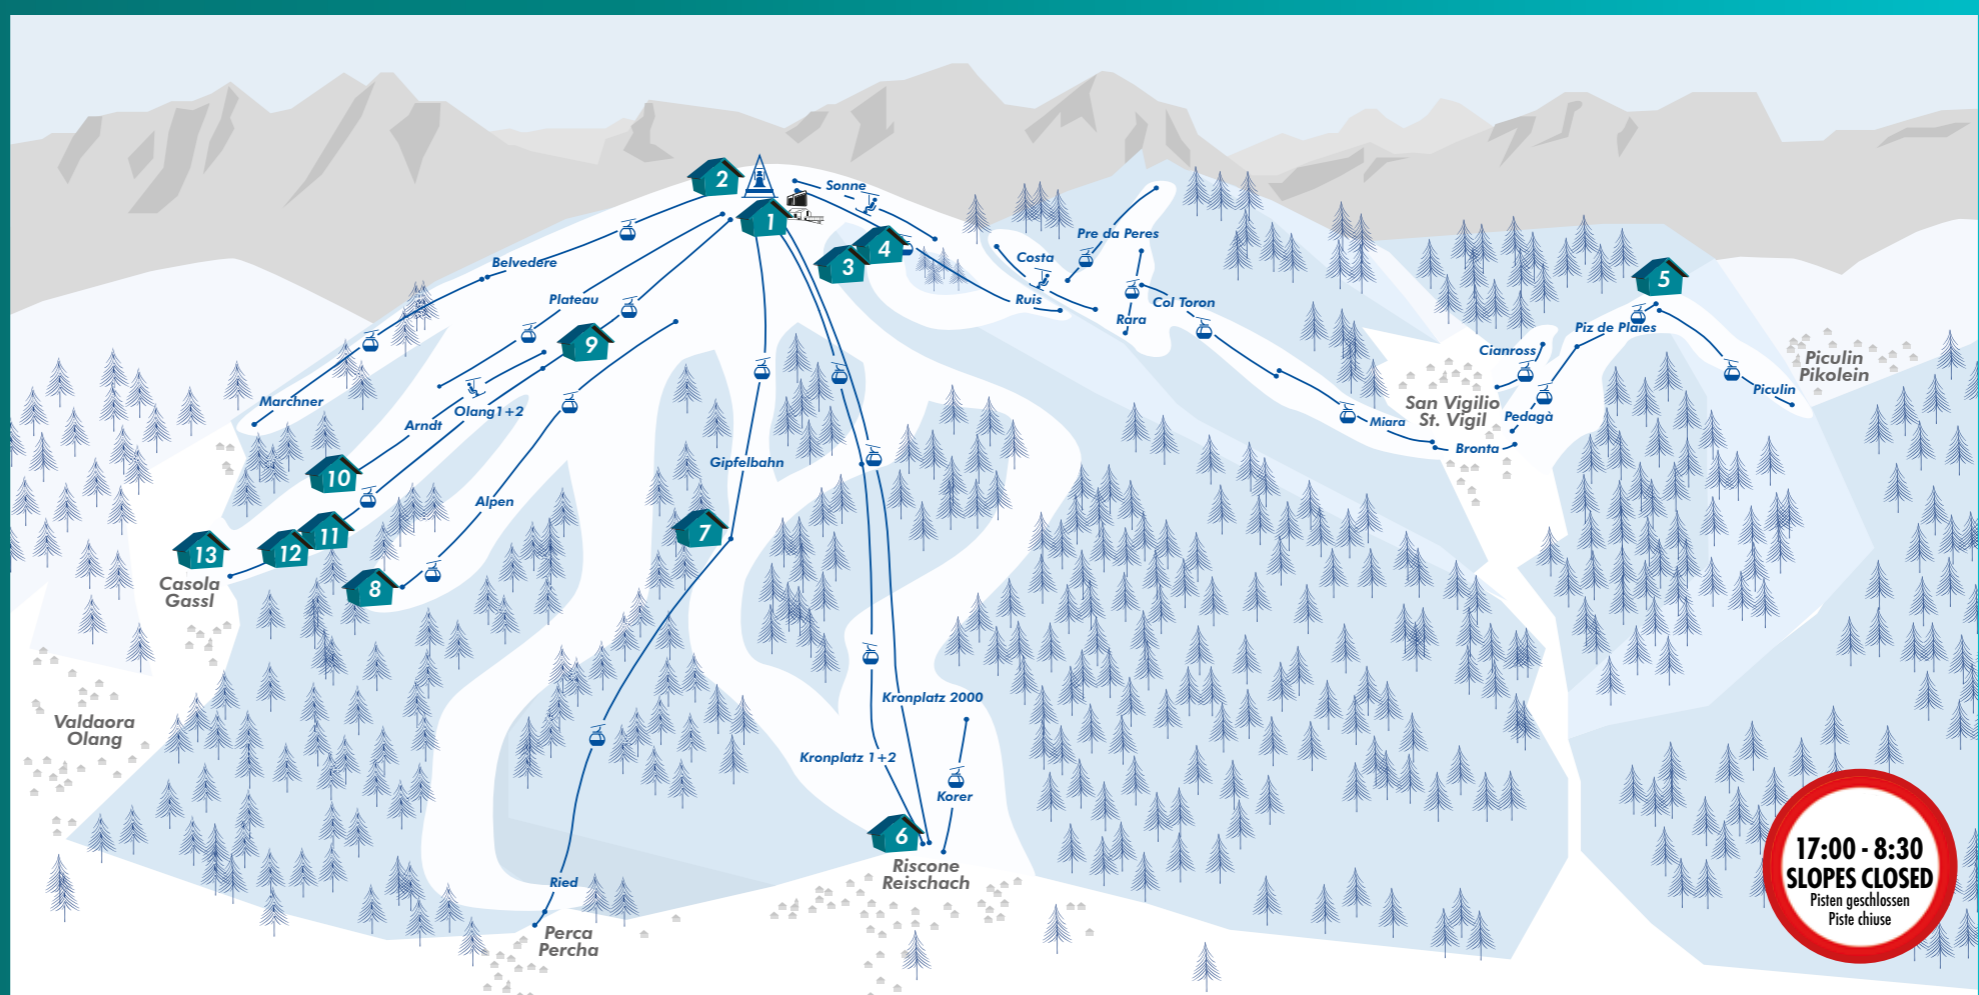 2
1
Sonne
3
4
Belvedere
Plateau
9
Pre da Peres
Costa
Ruis
Rara
Col Toron
5
Piz de Plaies
Cianross
Piculin
Pikolein
Piculin
San Vigilio
St. Vigil
Pedagà
Miara
Bronta
Marchner
Arndt
Olang1+2
10
Gipfelbahn
Alpen
7
13
12
11
8
Casola
Gassl
Valdaora
Olang
Kronplatz 2000
Kronplatz 1+2
Korer
6
Riscone
Reischach
Ried
Perca
Percha
17:00 - 8:30
SLOPES CLOSED
Pisten geschlossen
Piste chiuse